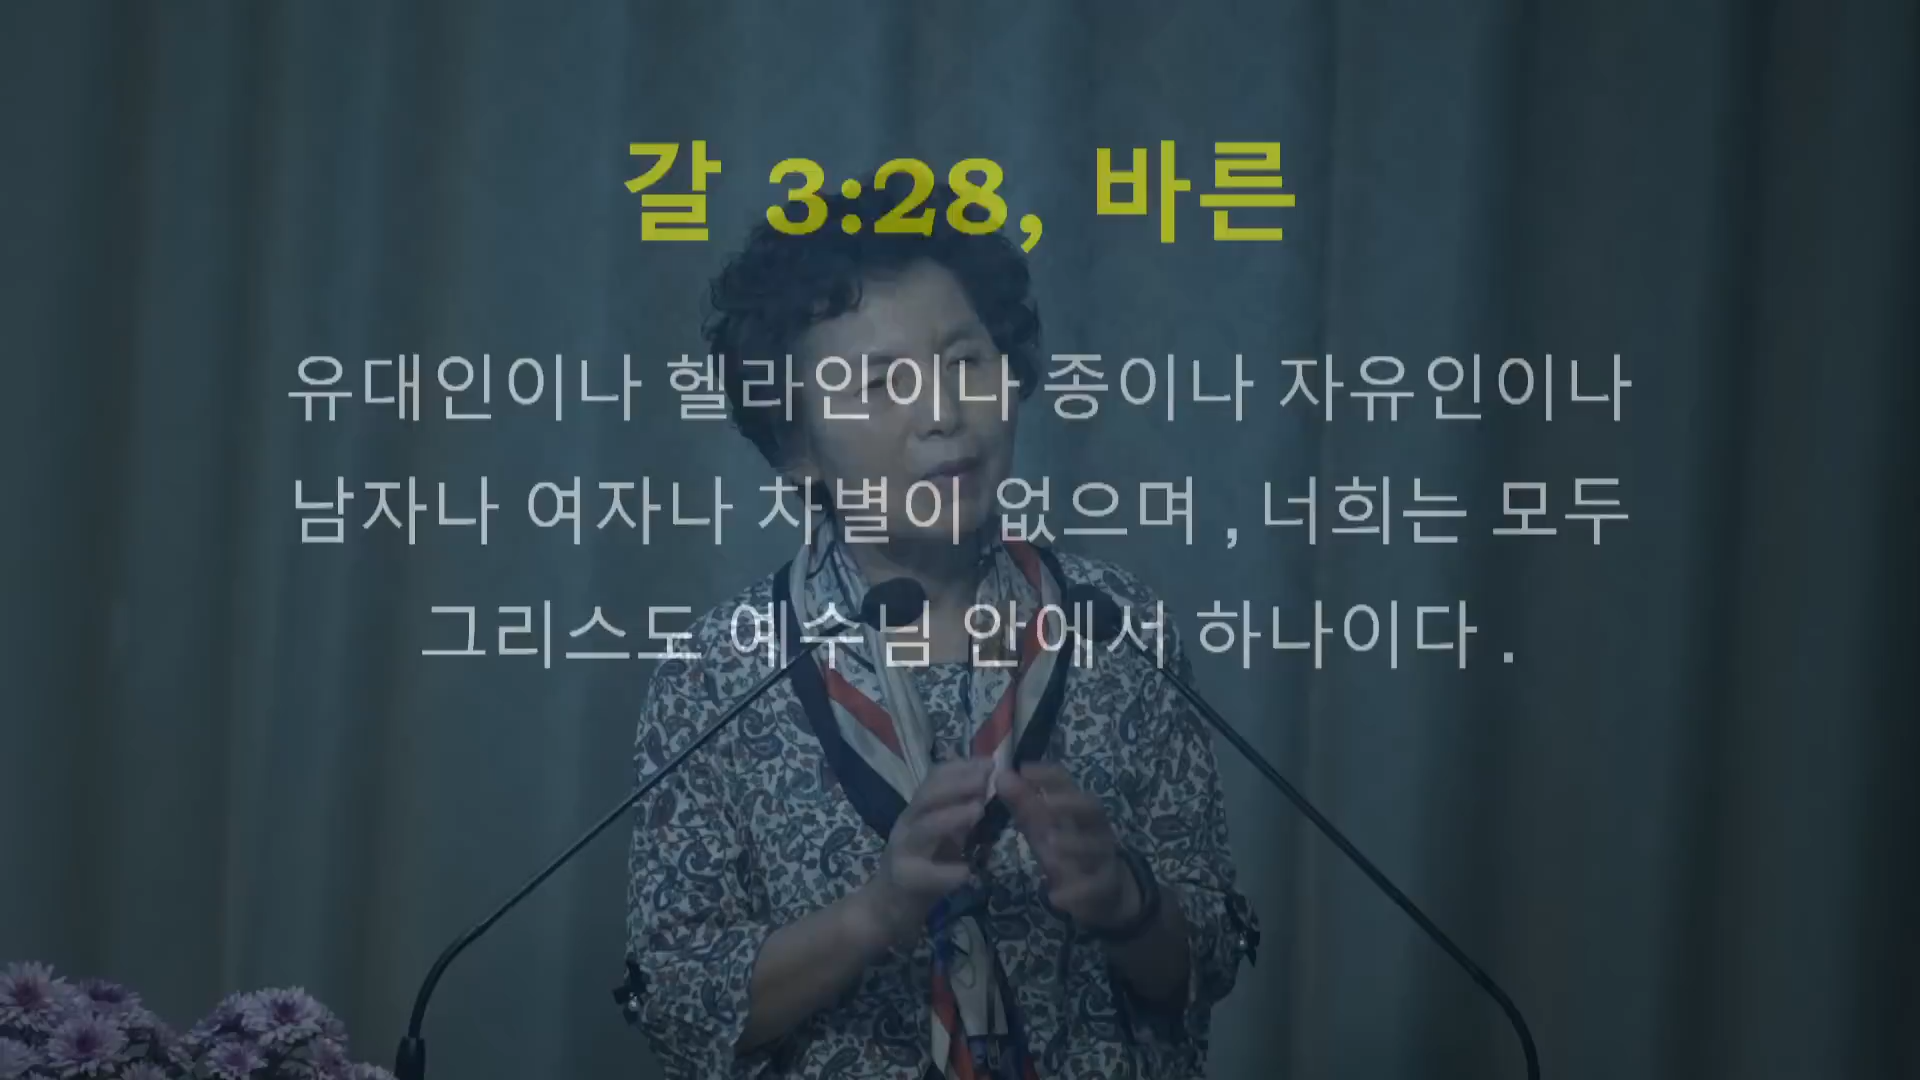 갈 3:28, 바른
유대인이나 헬라인이나 종이나 자유인이나
남자나 여자나 차별이 없으며 , 너희는 모두
그리스도 예수님 안에서 하나이다 .